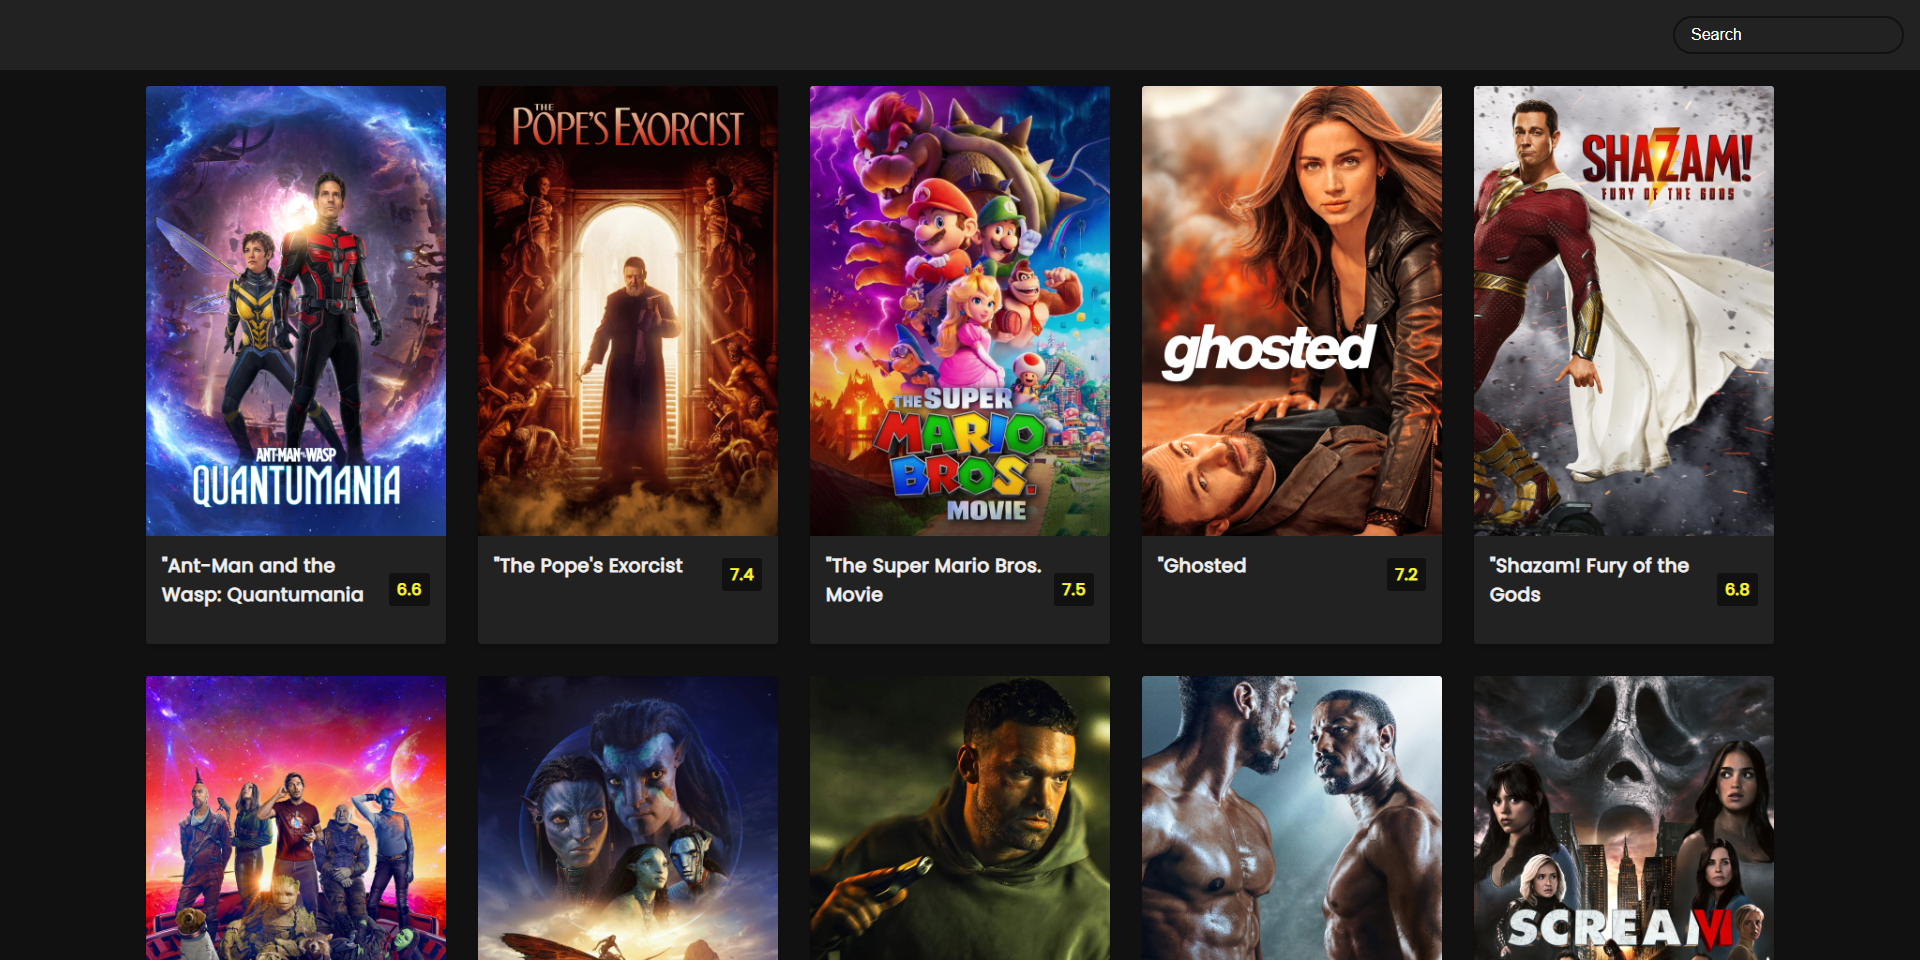 Search
THE
POPE'S EXORCIST
SHAZAM!
FURY OF THE GODS
ghosted
THE SUPER
MARIO
BROS.
MOVIE
ANT-MAN AND THE WASP
QUANTUMANIA
"Ant-Man and the
Wasp: Quantumania
6.6
"The Pope's Exorcist
7.4
"The Super Mario Bros.
Movie
7.5
"Ghosted
7.2
"Shazam! Fury of the
Gods
6.8
SCREAM VI